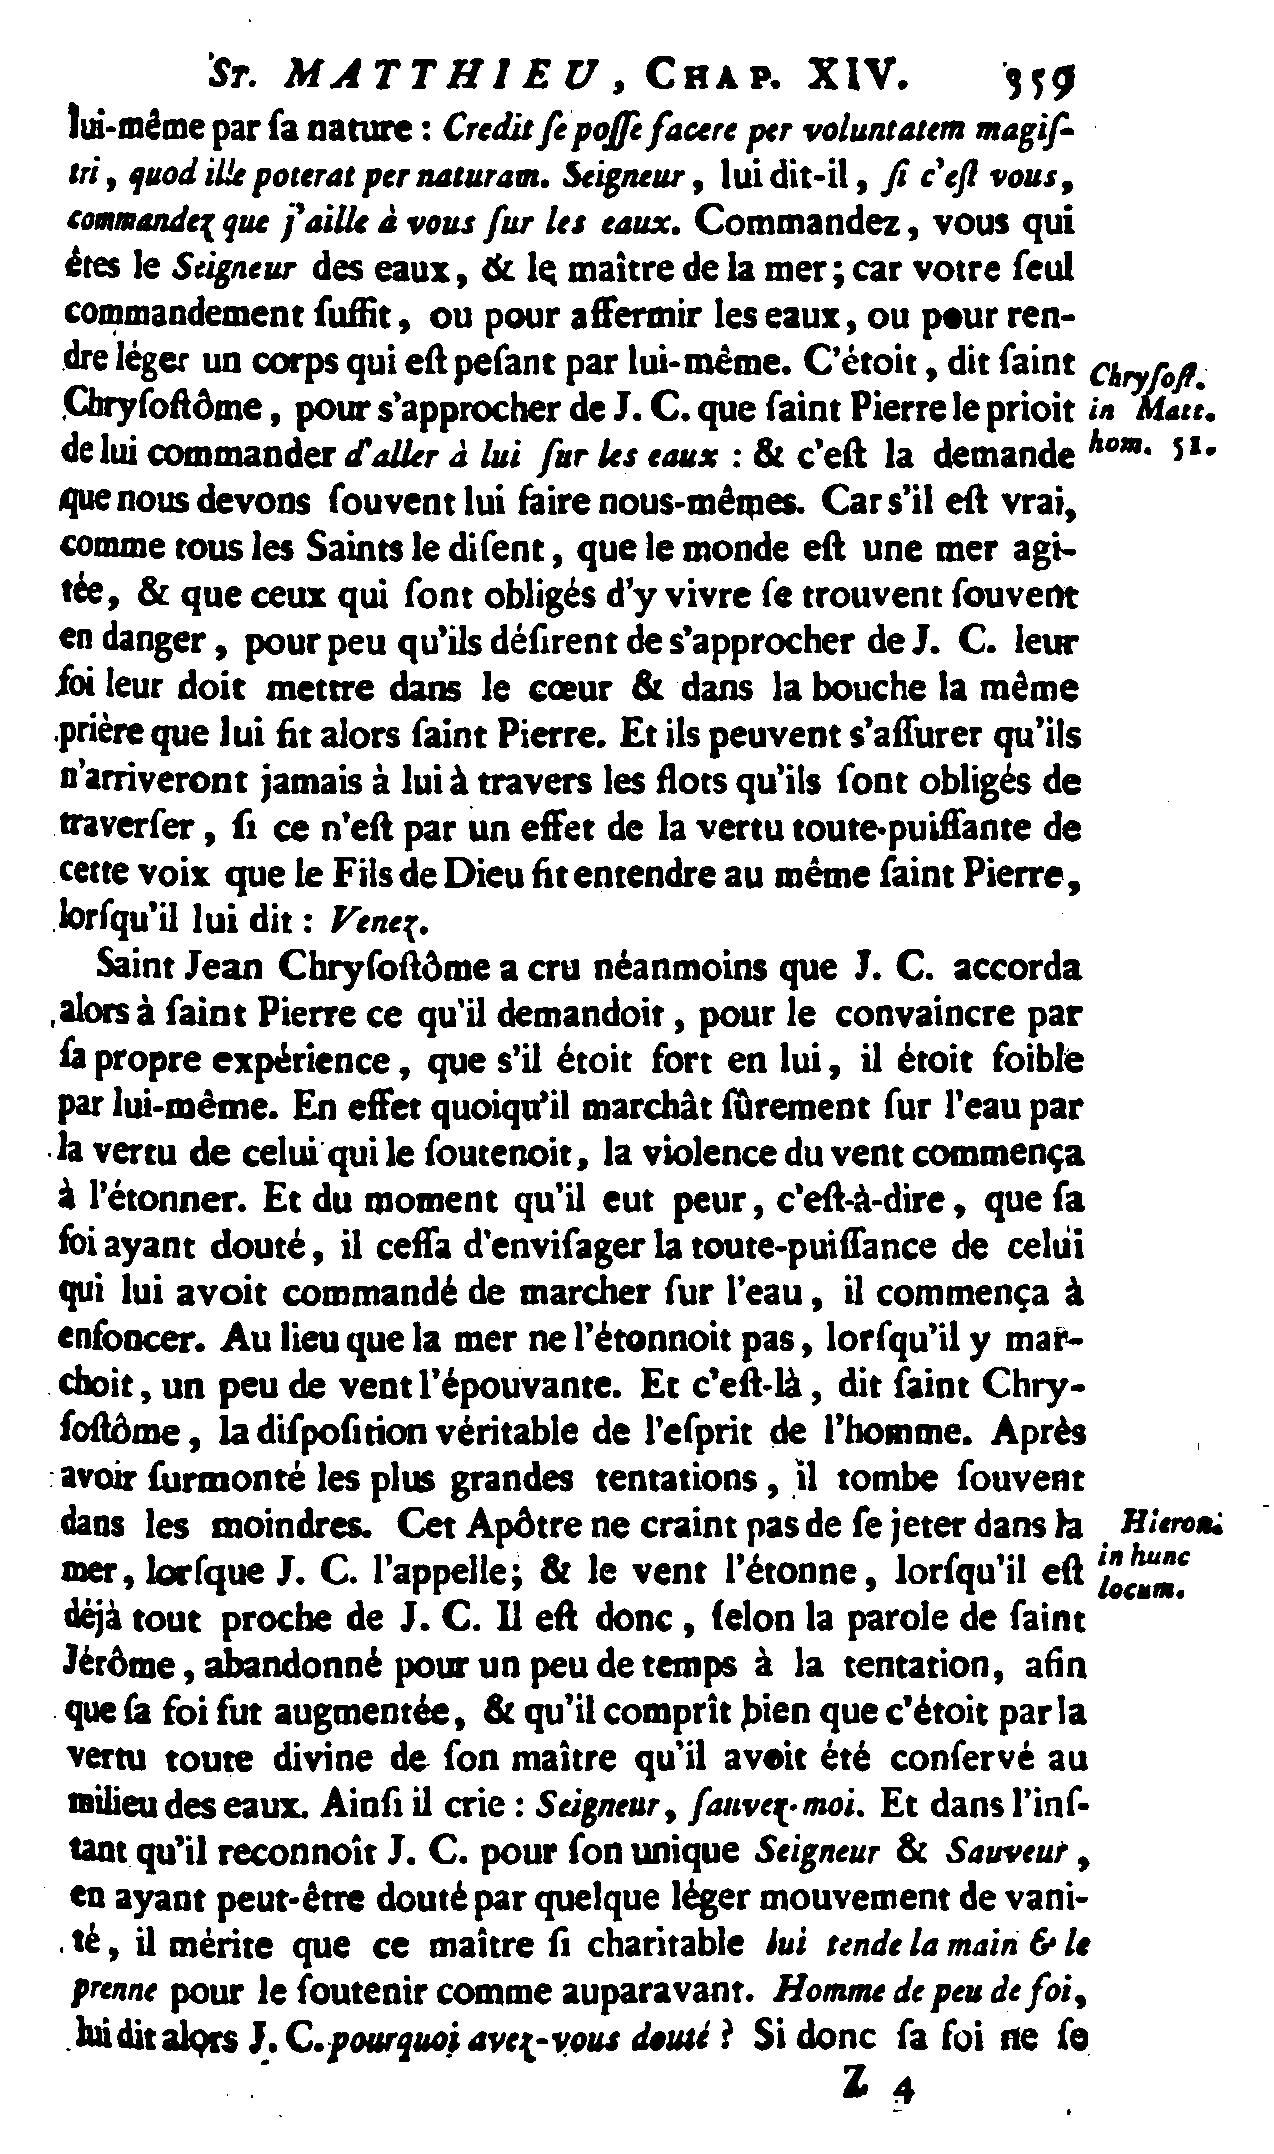 St. MATTHIEU, CHAP. XIV. 359
lui-même par ſa nature : Credit ſe poſſe facere per voluntatem magiſ-
tri, quod ille poterat per naturam. Seigneur, lui dit-il, ſi c'eſt vous,
commandez que j'aille à vous ſur les eaux. Commandez, vous qui
êtes le Seigneur des eaux, & le maître de la mer; car votre ſeul
commandement ſuffit, ou pour affermir les eaux, ou pour ren-
dre léger un corps qui eſt peſant par lui-même. C'étoit, dit ſaint
Chryſoſtôme, pour s'approcher de J. C. que ſaint Pierre le prioit
de lui commander d'aller à lui ſur les eaux : & c'eſt la demande
Chryſoſt.
in Matt.
hom. 51.
que nous devons ſouvent lui faire nous-mêmes. Car s'il eſt vrai,
comme tous les Saints le diſent, que le monde eſt une mer agi-
tée, & que ceux qui ſont obligés d'y vivre ſe trouvent ſouvent
en danger, pour peu qu'ils déſirent de s'approcher de J. C. leur
foi leur doit mettre dans le cœur & dans la bouche la même
prière que lui fit alors ſaint Pierre. Et ils peuvent s'aſſurer qu'ils
n'arriveront jamais à lui à travers les flots qu'ils ſont obligés de
traverſer, ſi ce n'eſt par un effet de la vertu toute-puiſſante de
cette voix que le Fils de Dieu fit entendre au même ſaint Pierre,
lorſqu'il lui dit : Venez.
Saint Jean Chryſoſtôme a cru néanmoins que J. C. accorda
alors à ſaint Pierre ce qu'il demandoit, pour le convaincre par
ſa propre expérience, que s'il étoit fort en lui, il étoit foible
par lui-même. En effet quoiqu'il marchât ſûrement ſur l'eau par
la vertu de celui qui le ſoutenoit, la violence du vent commença
à l'étonner. Et du moment qu'il eut peur, c'eſt-à-dire, que ſa
foi ayant douté, il ceſſa d'enviſager la toute-puiſſance de celui
qui lui avoit commandé de marcher ſur l'eau, il commença à
enfoncer. Au lieu que la mer ne l'étonnoit pas, lorſqu'il y mar-
choit, un peu de vent l'épouvante. Et c'eſt-là, dit ſaint Chry-
ſoſtôme, la diſpoſition véritable de l'eſprit de l'homme. Après
avoir ſurmonté les plus grandes tentations, il tombe ſouvent
dans les moindres. Cet Apôtre ne craint pas de ſe jeter dans la
mer, lorſque J. C. l'appelle; & le vent l'étonne, lorſqu'il eſt
Hieron.
in hunc
locum.
déjà tout proche de J. C. Il eſt donc, ſelon la parole de ſaint
Jérôme, abandonné pour un peu de temps à la tentation, afin
que ſa foi fut augmentée, & qu'il comprît bien que c'étoit par la
vertu toute divine de ſon maître qu'il avoit été conſervé au
milieu des eaux. Ainſi il crie : Seigneur, ſauvez-moi. Et dans l'inſ-
tant qu'il reconnoît J. C. pour ſon unique Seigneur & Sauveur,
en ayant peut-être douté par quelque léger mouvement de vani-
té, il mérite que ce maître ſi charitable lui tende la main & le
prenne pour le ſoutenir comme auparavant. Homme de peu de foi,
lui dit alors J. C. pourquoi avez-vous douté ? Si donc ſa foi ne ſe
Z 4